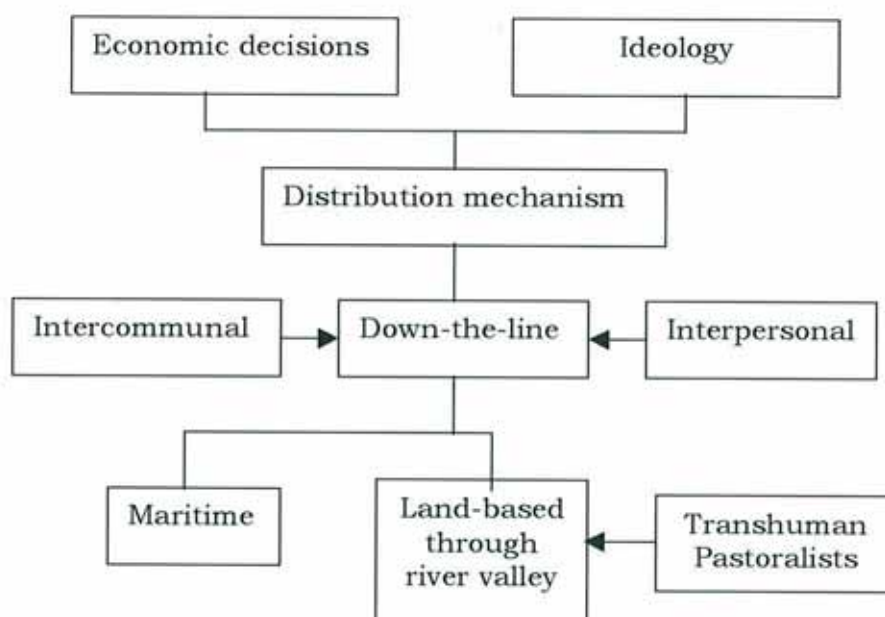 Economic decisions
Ideology
Distribution mechanism
Intercommunal
Down-the-line
Interpersonal
Maritime
Land-based
through
river valley
Transhuman
Pastoralists